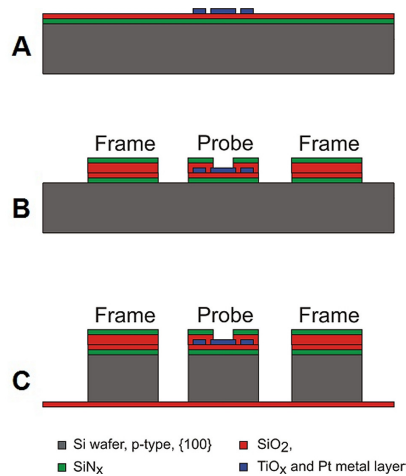 A
Frame Probe Frame
B
Frame Probe Frame
C
Si wafer, p-type, {100}
SiO2,
SiNx
TiOx and Pt metal layer